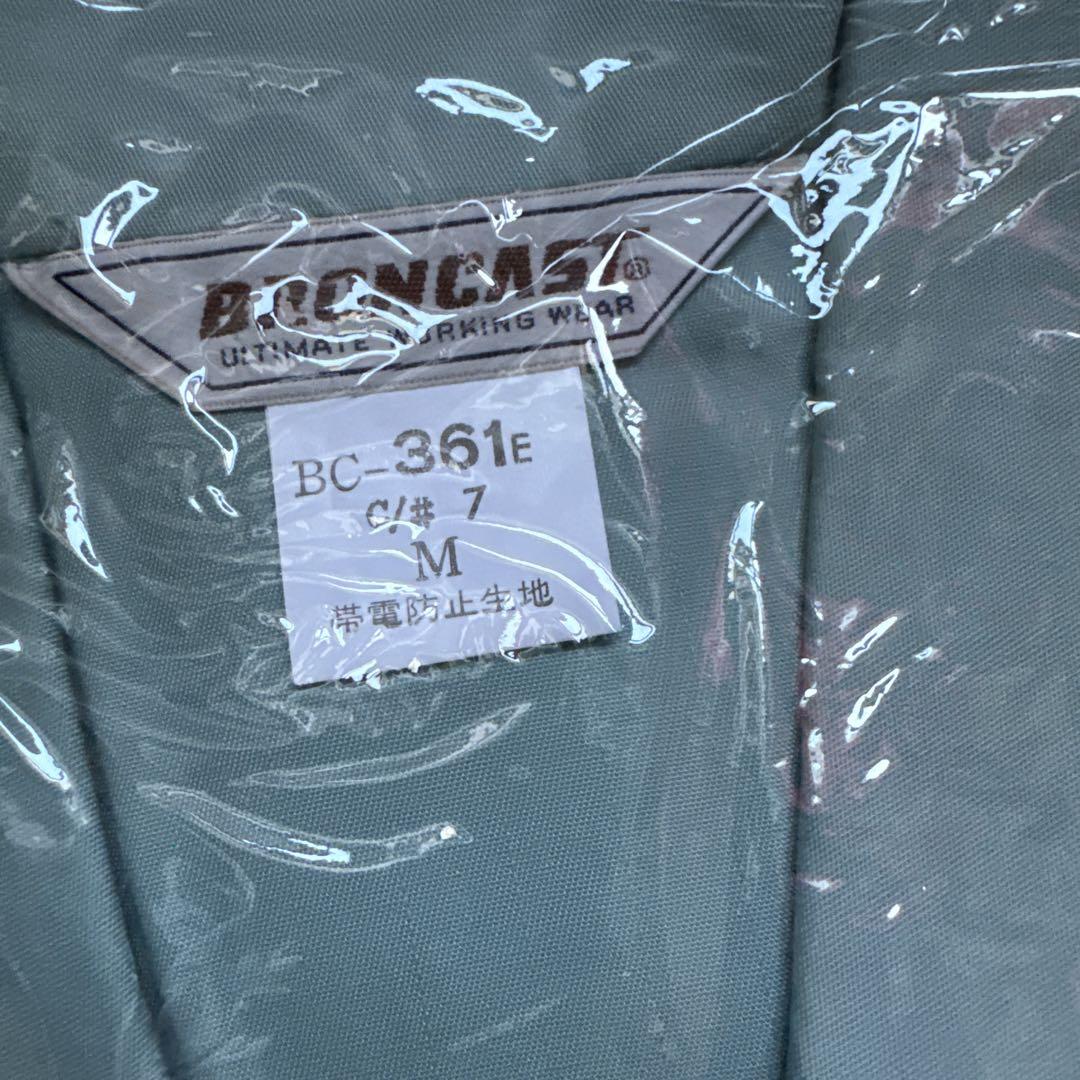 BRONCAST®
ULTIMATE WORKING WEAR
BC-361E
C/# 7
M
帯電防止生地